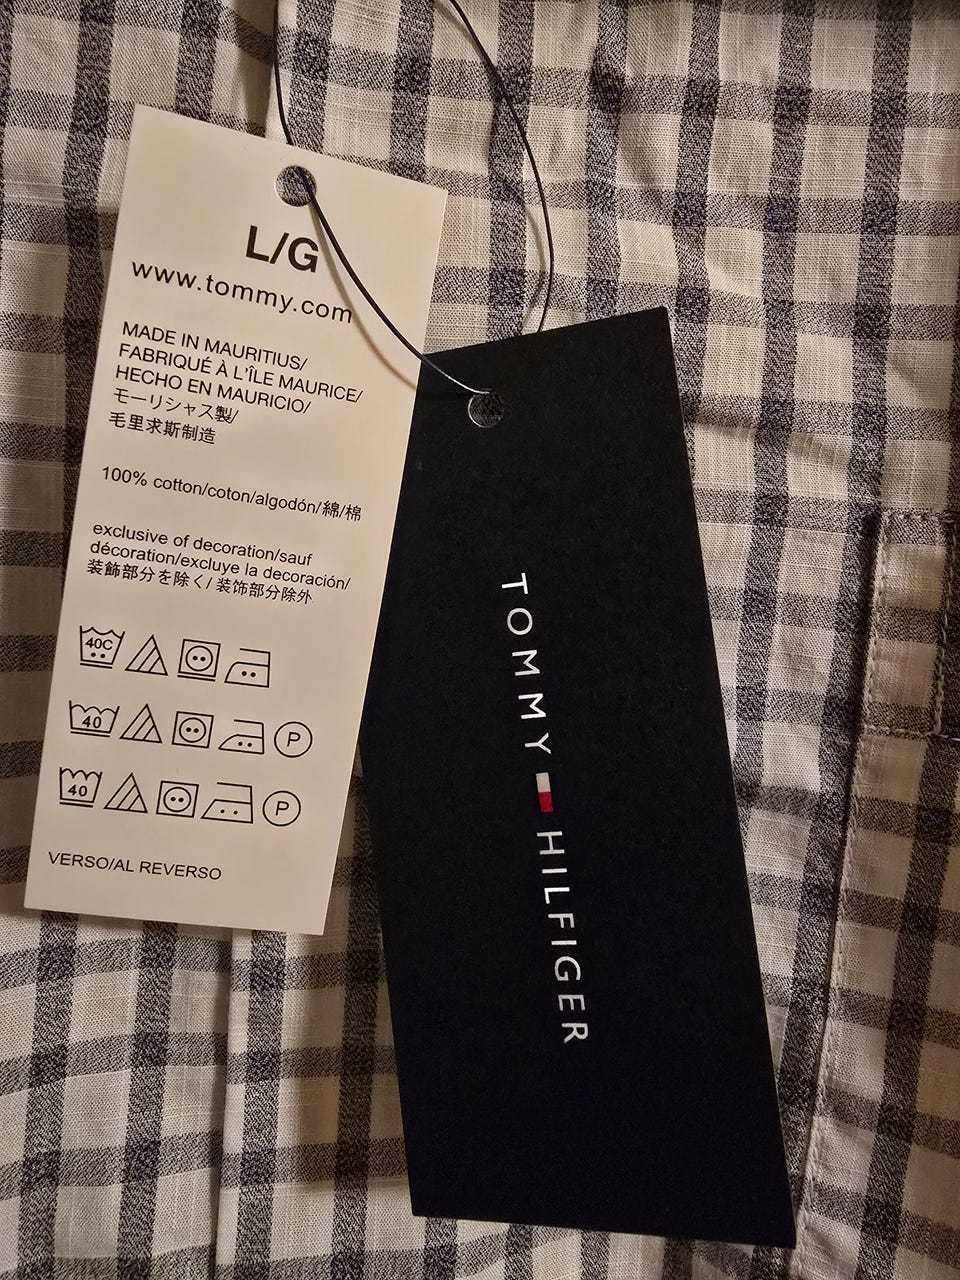 L/G
www.tommy.com
MADE IN MAURITIUS/
FABRIQUÉ À L'ÎLE MAURICE/
HECHO EN MAURICIO/
モーリシャス製/
毛里求斯制造
100% cotton/coton/algodón/綿/棉
exclusive of decoration/sauf
décoration/excluye la decoración/
装飾部分を除く/装饰部分除外
40C
40 P
40 P
VERSO/AL REVERSO
TOMMY HILFIGER